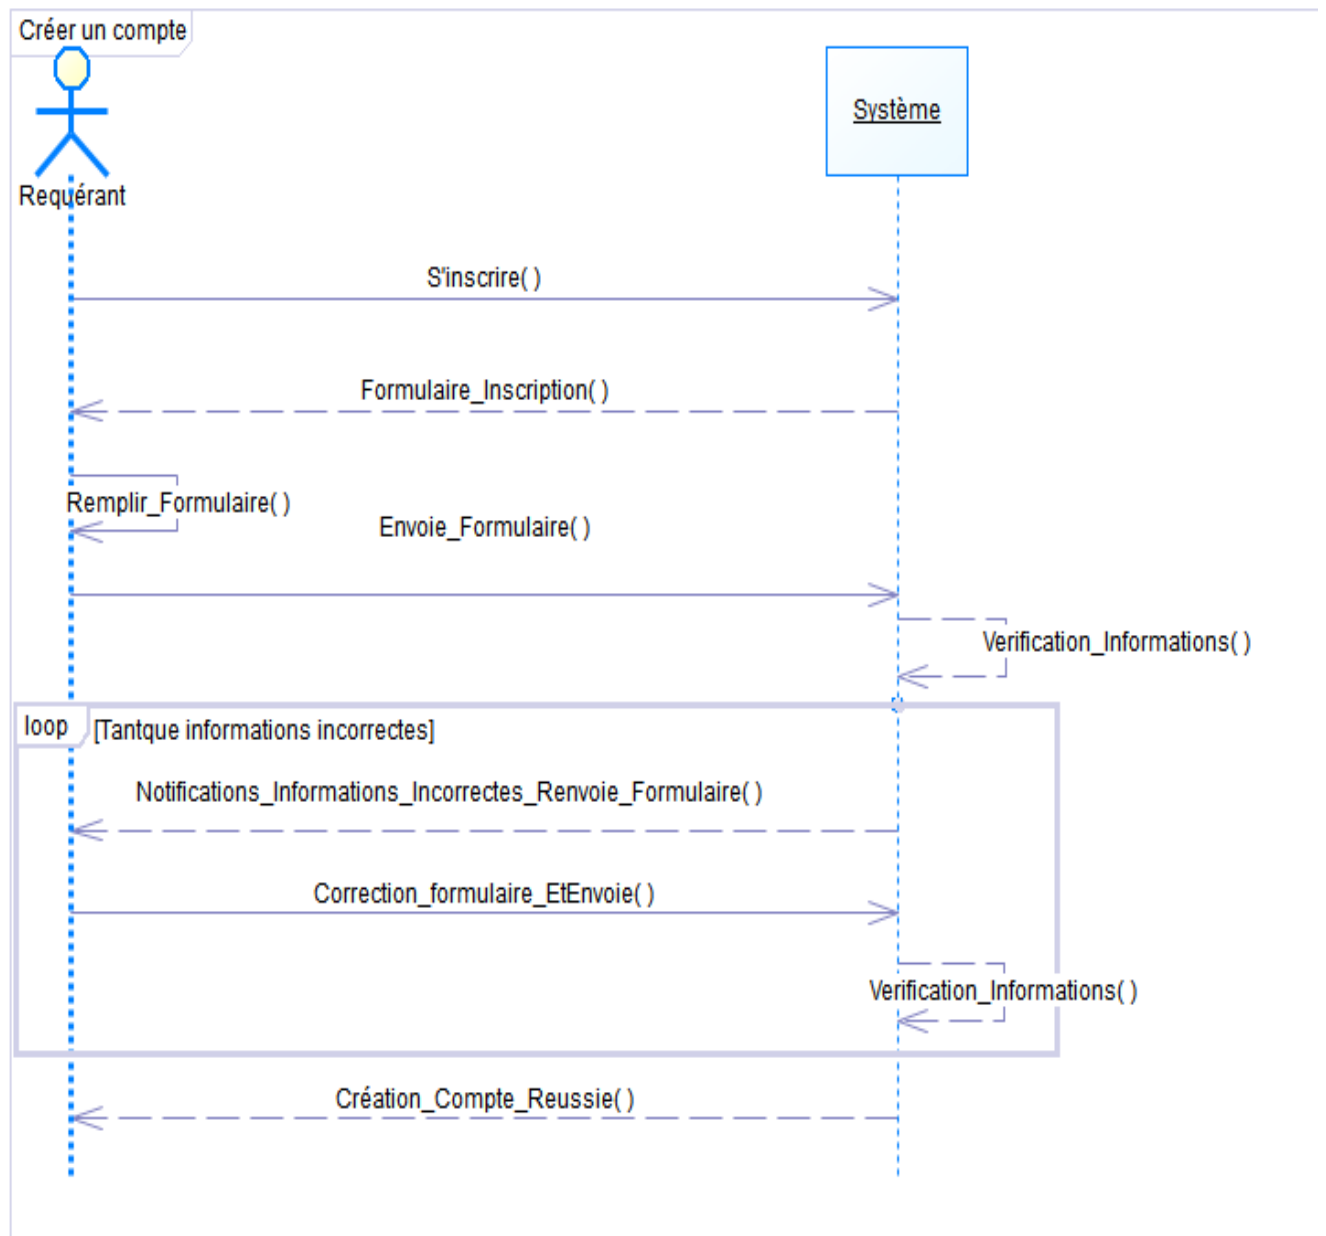 Créer un compte
Système
Requérant
S'inscrire( )
Formulaire_Inscription( )
Remplir_Formulaire( )
Envoie_Formulaire( )
Verification_Informations( )
loop [Tantque informations incorrectes]
Notifications_Informations_Incorrectes_Renvoie_Formulaire( )
Correction_formulaire_EtEnvoie( )
Verification_Informations( )
Création_Compte_Reussie( )